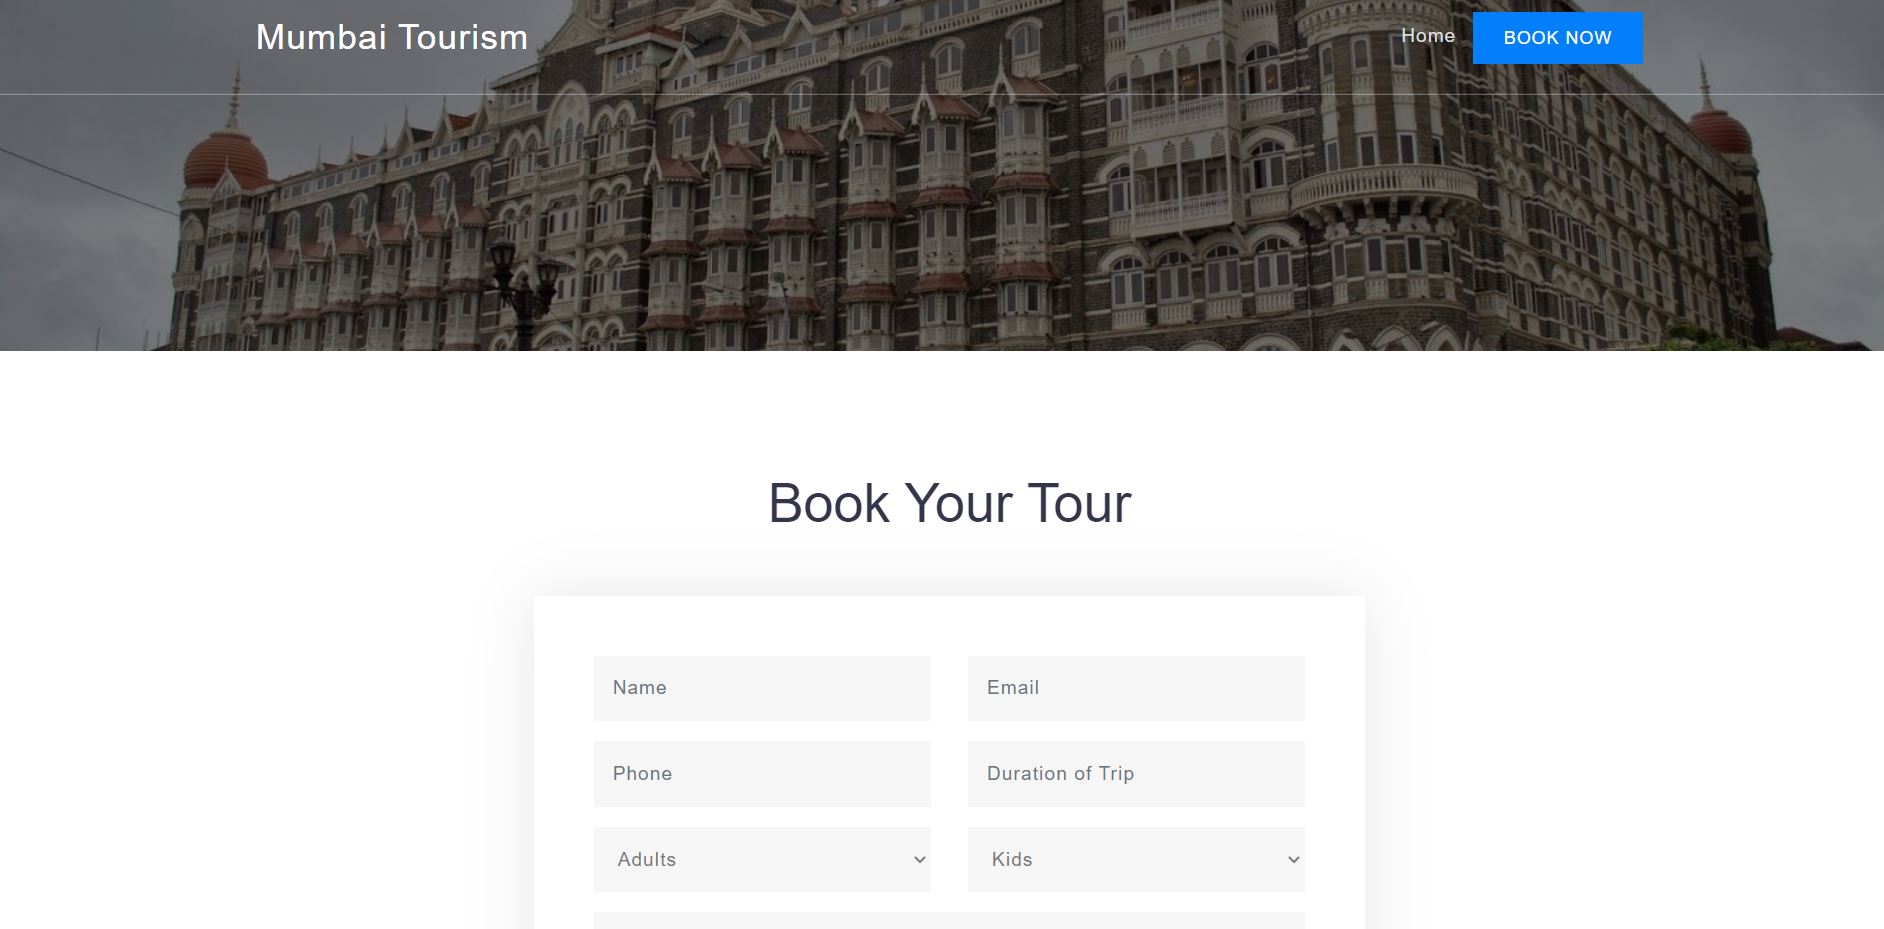 Mumbai Tourism
Home
BOOK NOW
Book Your Tour
Name
Email
Phone
Duration of Trip
Adults
Kids